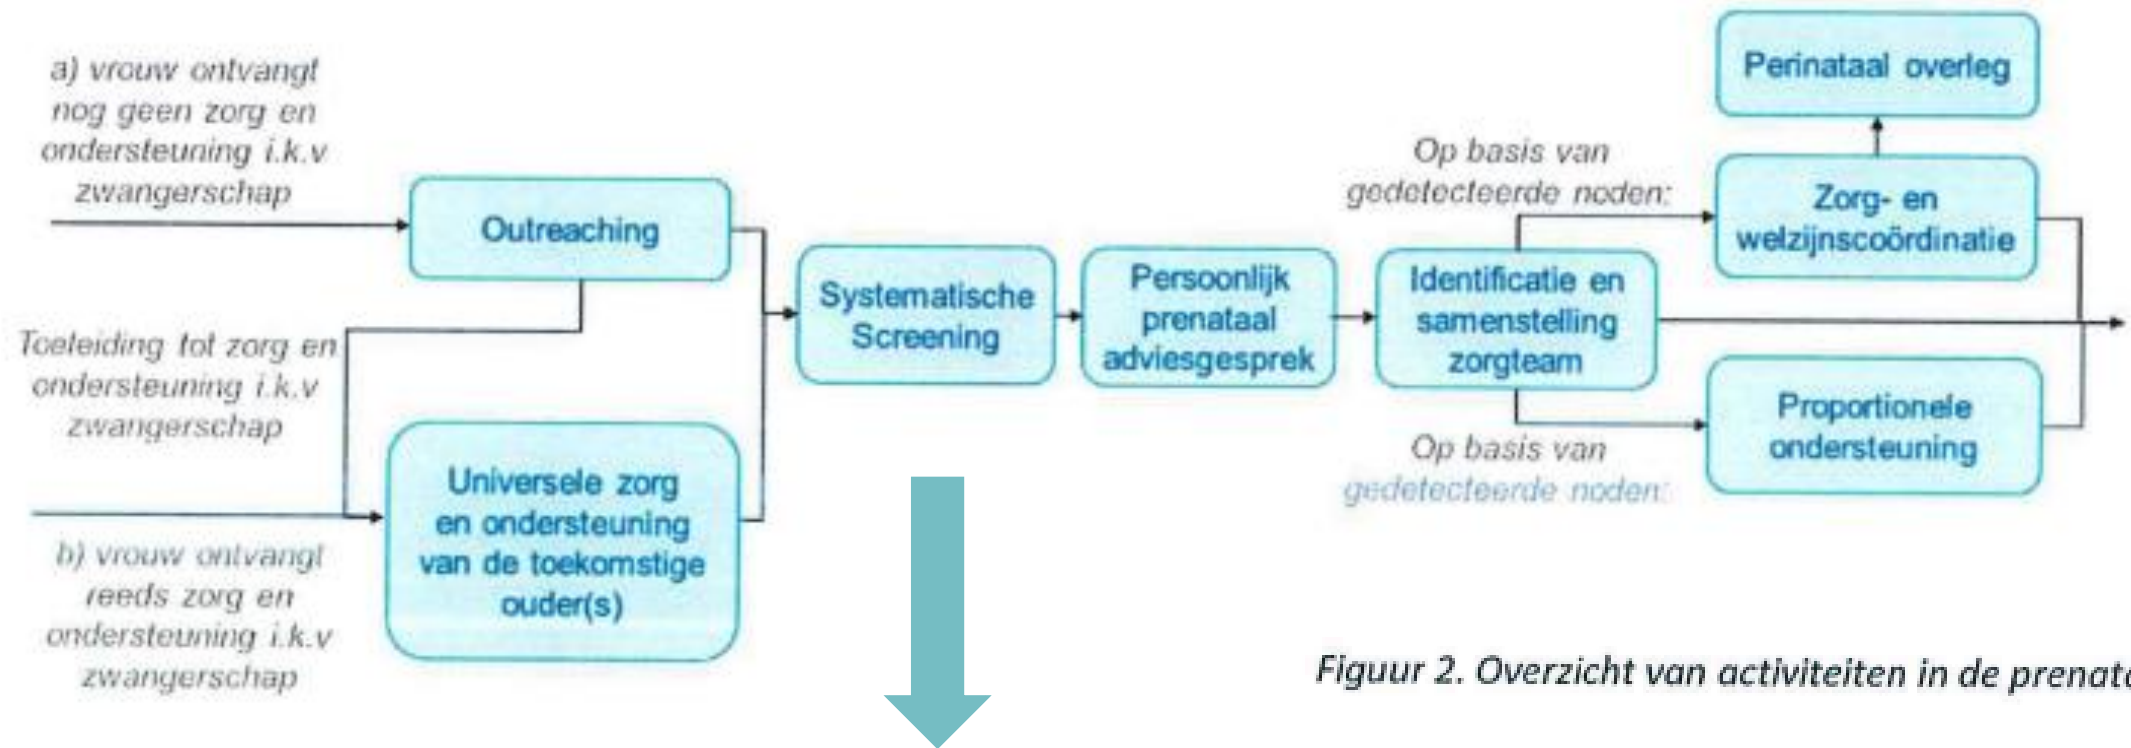 a) vrouw ontvangt
nog geen zorg en
ondersteuning i.k.v
zwangerschap
Outreaching
Toeleiding tot zorg en
ondersteuning i.k.v
zwangerschap
b) vrouw ontvangt
reeds zorg en
ondersteuning i.k.v
zwangerschap
Universele zorg
en ondersteuning
van de toekomstige
ouder(s)
Systematische
Screening
Persoonlijk
prenataal
adviesgesprek
Identificatie en
samenstelling
zorgteam
Op basis van
gedetecteerde noden:
Perinataal overleg
Zorg- en
welzijnscoördinatie
Op basis van
gedetecteerde noden:
Proportionele
ondersteuning
Figuur 2. Overzicht van activiteiten in de